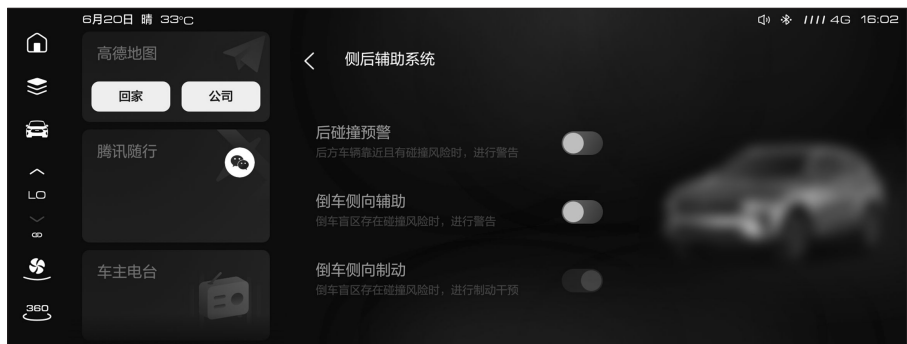 6月20日 晴 33℃
4G 16:02
高德地图
回家 公司
腾讯随行
车主电台
LO
360
侧后辅助系统
后碰撞预警
后方车辆靠近且有碰撞风险时，进行警告
倒车侧向辅助
倒车盲区存在碰撞风险时，进行警告
倒车侧向制动
倒车盲区存在碰撞风险时，进行制动干预